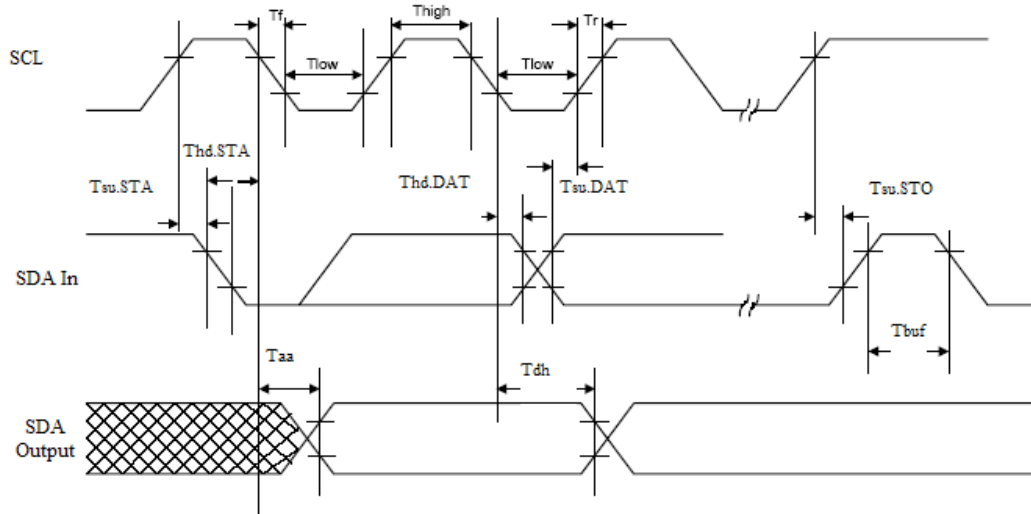 Tf
Thigh
Tr
SCL
Tlow
Tlow
Thd.STA
Tsu.STA
Thd.DAT
Tsu.DAT
Tsu.STO
SDA In
Tbuf
Taa
Tdh
SDA
Output